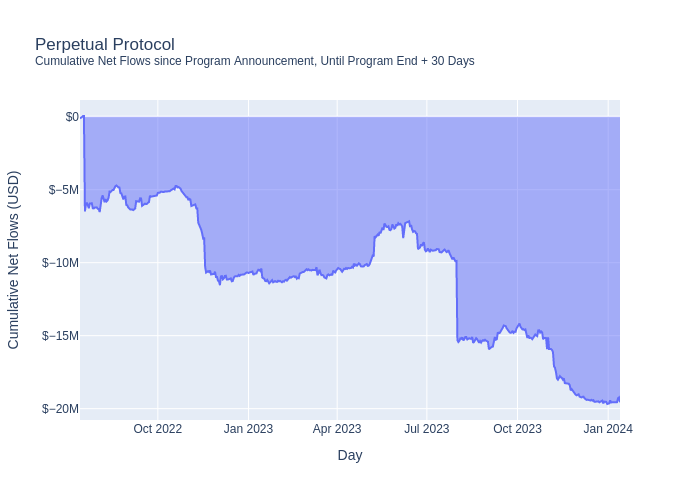 Perpetual Protocol
Cumulative Net Flows since Program Announcement, Until Program End + 30 Days
Cumulative Net Flows (USD)
$0
$−5M
$−10M
$−15M
$−20M
Oct 2022
Jan 2023
Apr 2023
Jul 2023
Oct 2023
Jan 2024
Day